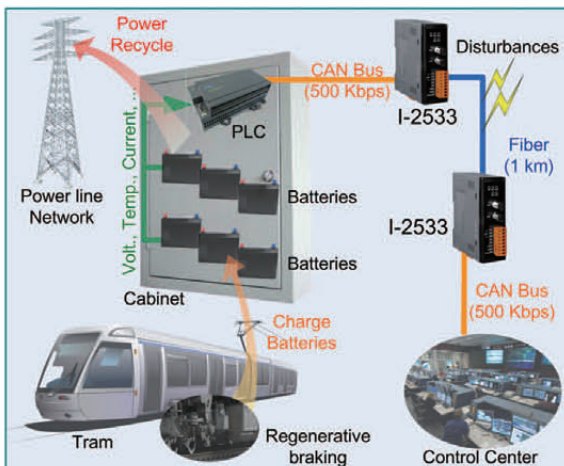 Power
Recycle
CAN Bus
(500 Kbps)
Disturbances
I-2533
PLC
Volt., Temp., Current, ...
Fiber
(1 km)
Power line
Network
Batteries
I-2533
Batteries
Cabinet
CAN Bus
(500 Kbps)
Charge
Batteries
Tram
Regenerative
braking
Control Center